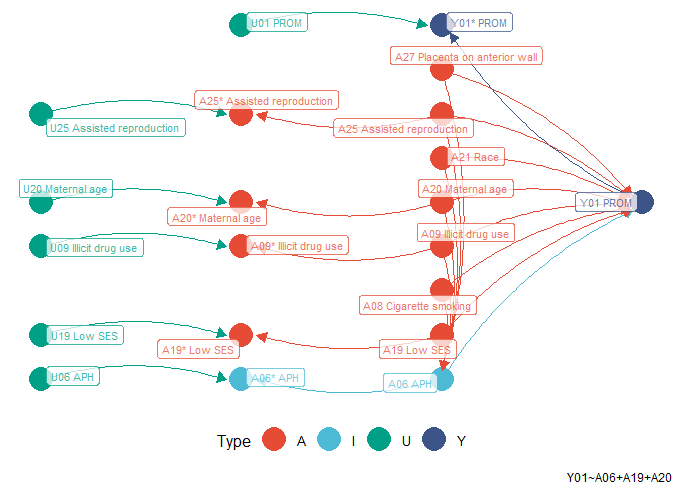 U01 PROM
Y01* PROM
A27 Placenta on anterior wall
A25* Assisted reproduction
U25 Assisted reproduction
A25 Assisted reproduction
A21 Race
U20 Maternal age
A20 Maternal age
Y01 PROM
A20* Maternal age
A09 Illicit drug use
U09 Illicit drug use
A09* Illicit drug use
A08 Cigarette smoking
U19 Low SES
A19* Low SES
A19 Low SES
U06 APH
A06* APH
A06 APH
Type A I U Y
Y01~A06+A19+A20